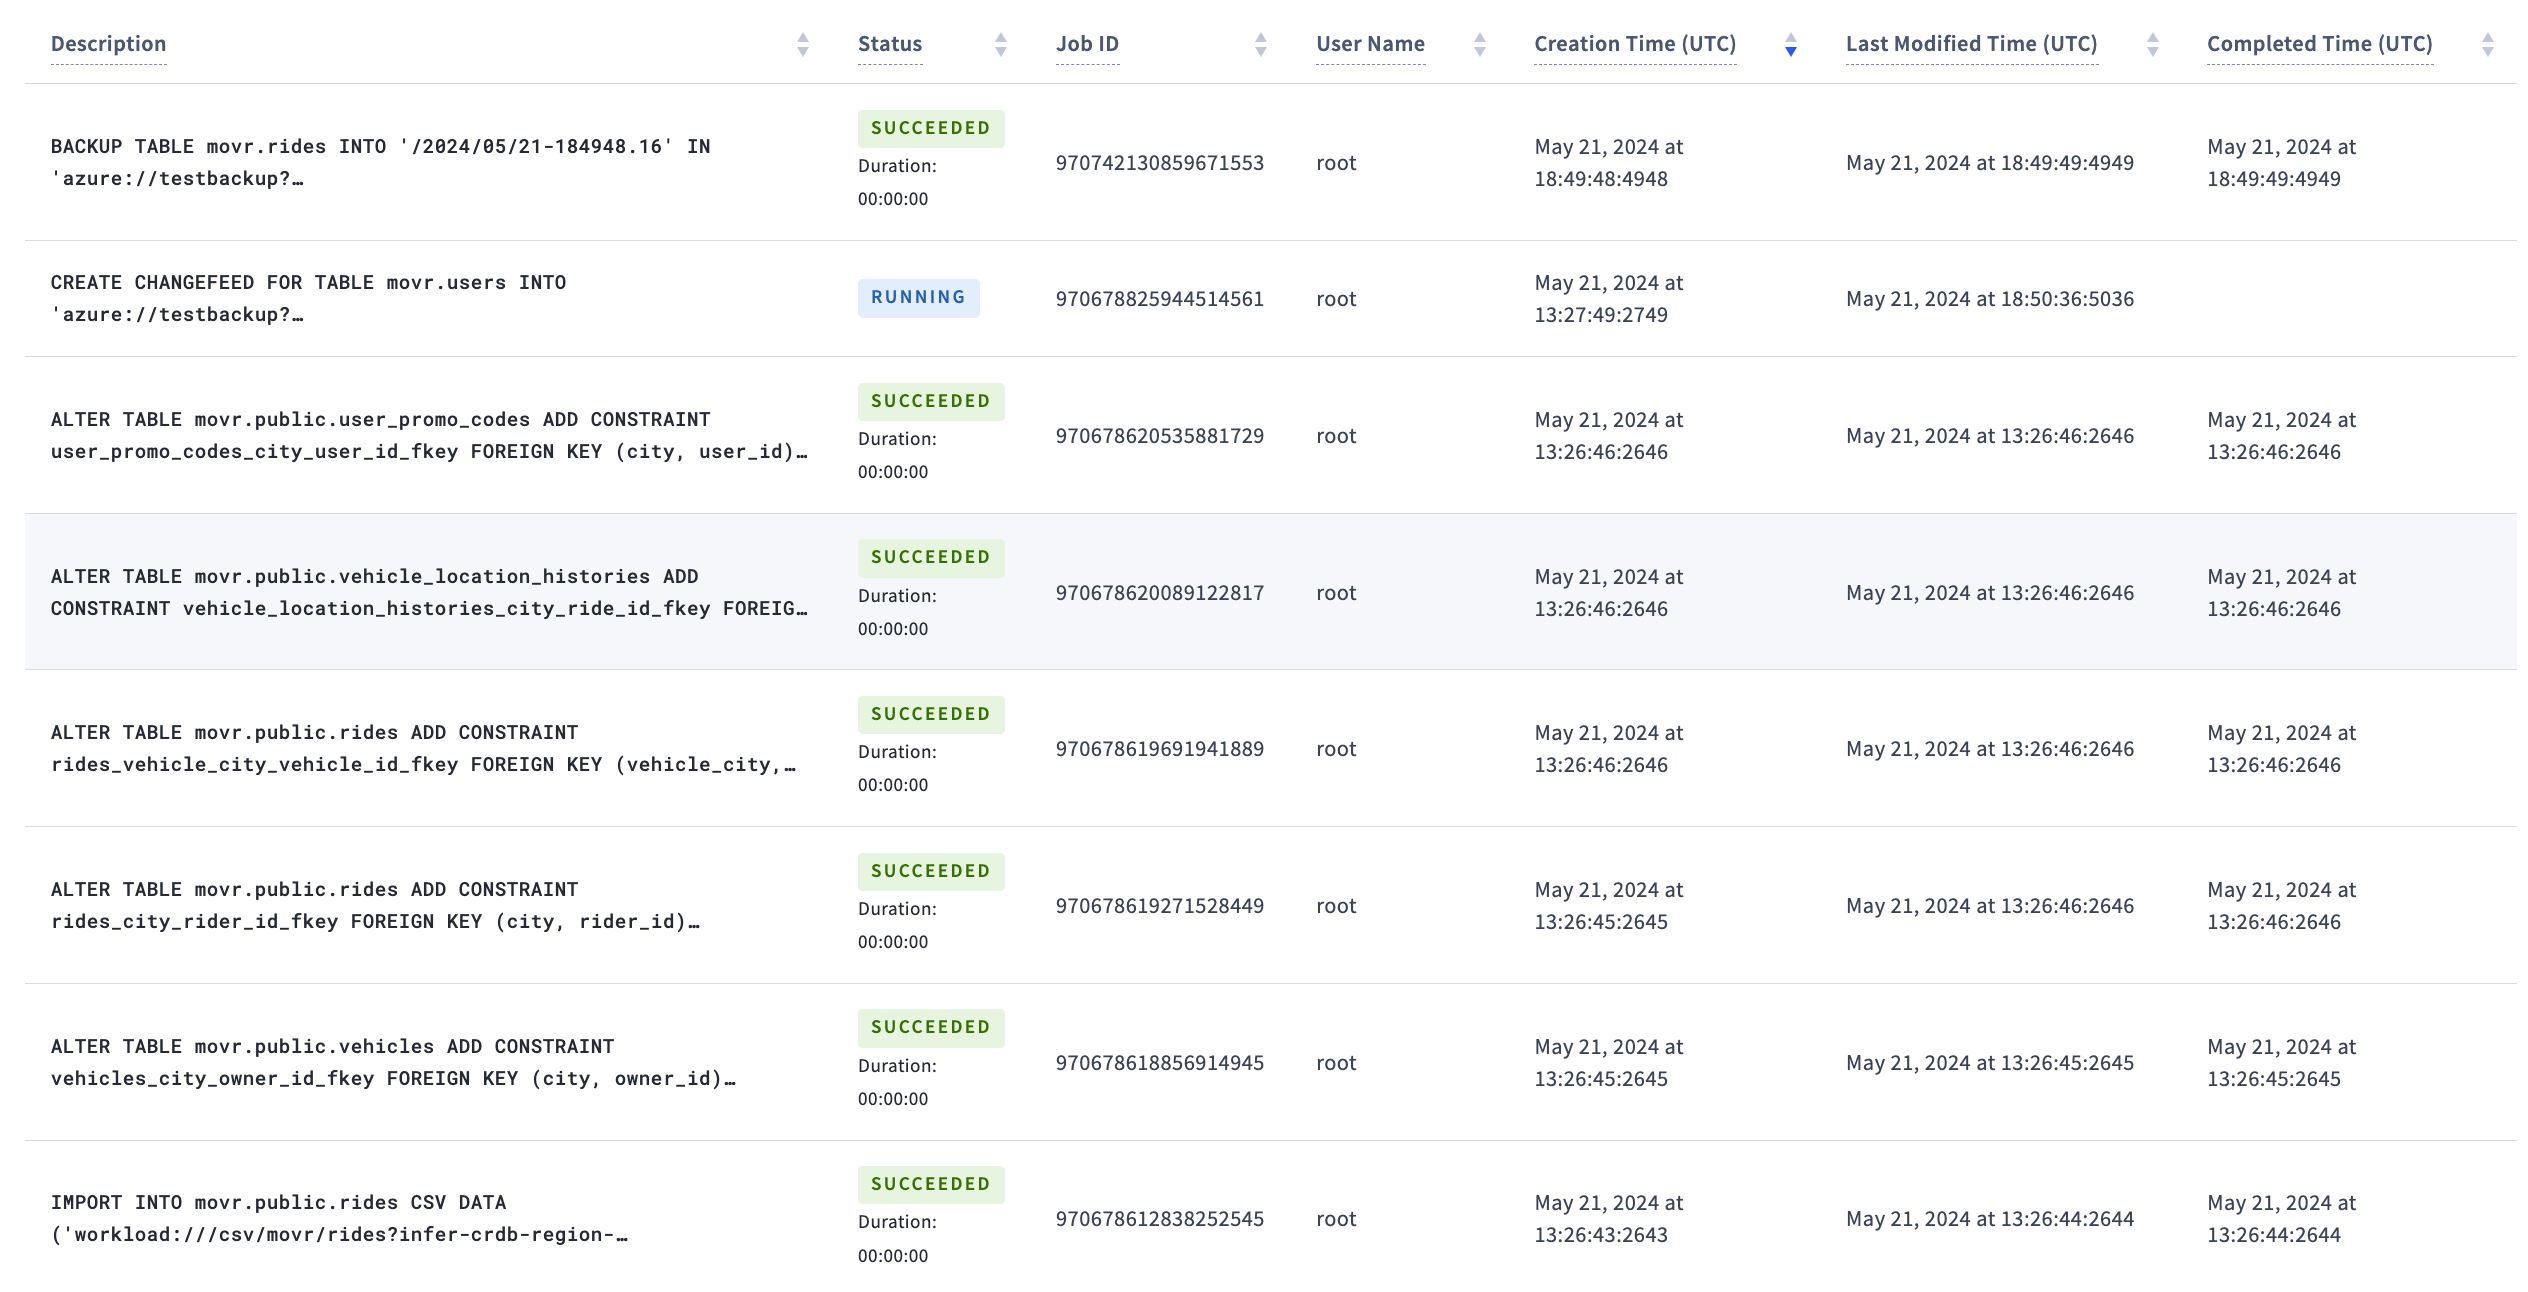 Description Status Job ID User Name Creation Time (UTC) Last Modified Time (UTC) Completed Time (UTC)
BACKUP TABLE movr.rides INTO '/2024/05/21-184948.16' IN
'azure://testbackup?…
SUCCEEDED
Duration:
00:00:00
970742130859671553
root
May 21, 2024 at
18:49:48:4948
May 21, 2024 at 18:49:49:4949
May 21, 2024 at
18:49:49:4949
CREATE CHANGEFEED FOR TABLE movr.users INTO
'azure://testbackup?…
RUNNING
970678825944514561
root
May 21, 2024 at
13:27:49:2749
May 21, 2024 at 18:50:36:5036
ALTER TABLE movr.public.user_promo_codes ADD CONSTRAINT
user_promo_codes_city_user_id_fkey FOREIGN KEY (city, user_id)…
SUCCEEDED
Duration:
00:00:00
970678620535881729
root
May 21, 2024 at
13:26:46:2646
May 21, 2024 at 13:26:46:2646
May 21, 2024 at
13:26:46:2646
ALTER TABLE movr.public.vehicle_location_histories ADD
CONSTRAINT vehicle_location_histories_city_ride_id_fkey FOREIG…
SUCCEEDED
Duration:
00:00:00
970678620089122817
root
May 21, 2024 at
13:26:46:2646
May 21, 2024 at 13:26:46:2646
May 21, 2024 at
13:26:46:2646
ALTER TABLE movr.public.rides ADD CONSTRAINT
rides_vehicle_city_vehicle_id_fkey FOREIGN KEY (vehicle_city,…
SUCCEEDED
Duration:
00:00:00
970678619691941889
root
May 21, 2024 at
13:26:46:2646
May 21, 2024 at 13:26:46:2646
May 21, 2024 at
13:26:46:2646
ALTER TABLE movr.public.rides ADD CONSTRAINT
rides_city_rider_id_fkey FOREIGN KEY (city, rider_id)…
SUCCEEDED
Duration:
00:00:00
970678619271528449
root
May 21, 2024 at
13:26:45:2645
May 21, 2024 at 13:26:46:2646
May 21, 2024 at
13:26:46:2646
ALTER TABLE movr.public.vehicles ADD CONSTRAINT
vehicles_city_owner_id_fkey FOREIGN KEY (city, owner_id)…
SUCCEEDED
Duration:
00:00:00
970678618856914945
root
May 21, 2024 at
13:26:45:2645
May 21, 2024 at 13:26:45:2645
May 21, 2024 at
13:26:45:2645
IMPORT INTO movr.public.rides CSV DATA
('workload:///csv/movr/rides?infer-crdb-region-…
SUCCEEDED
Duration:
00:00:00
970678612838252545
root
May 21, 2024 at
13:26:43:2643
May 21, 2024 at 13:26:44:2644
May 21, 2024 at
13:26:44:2644